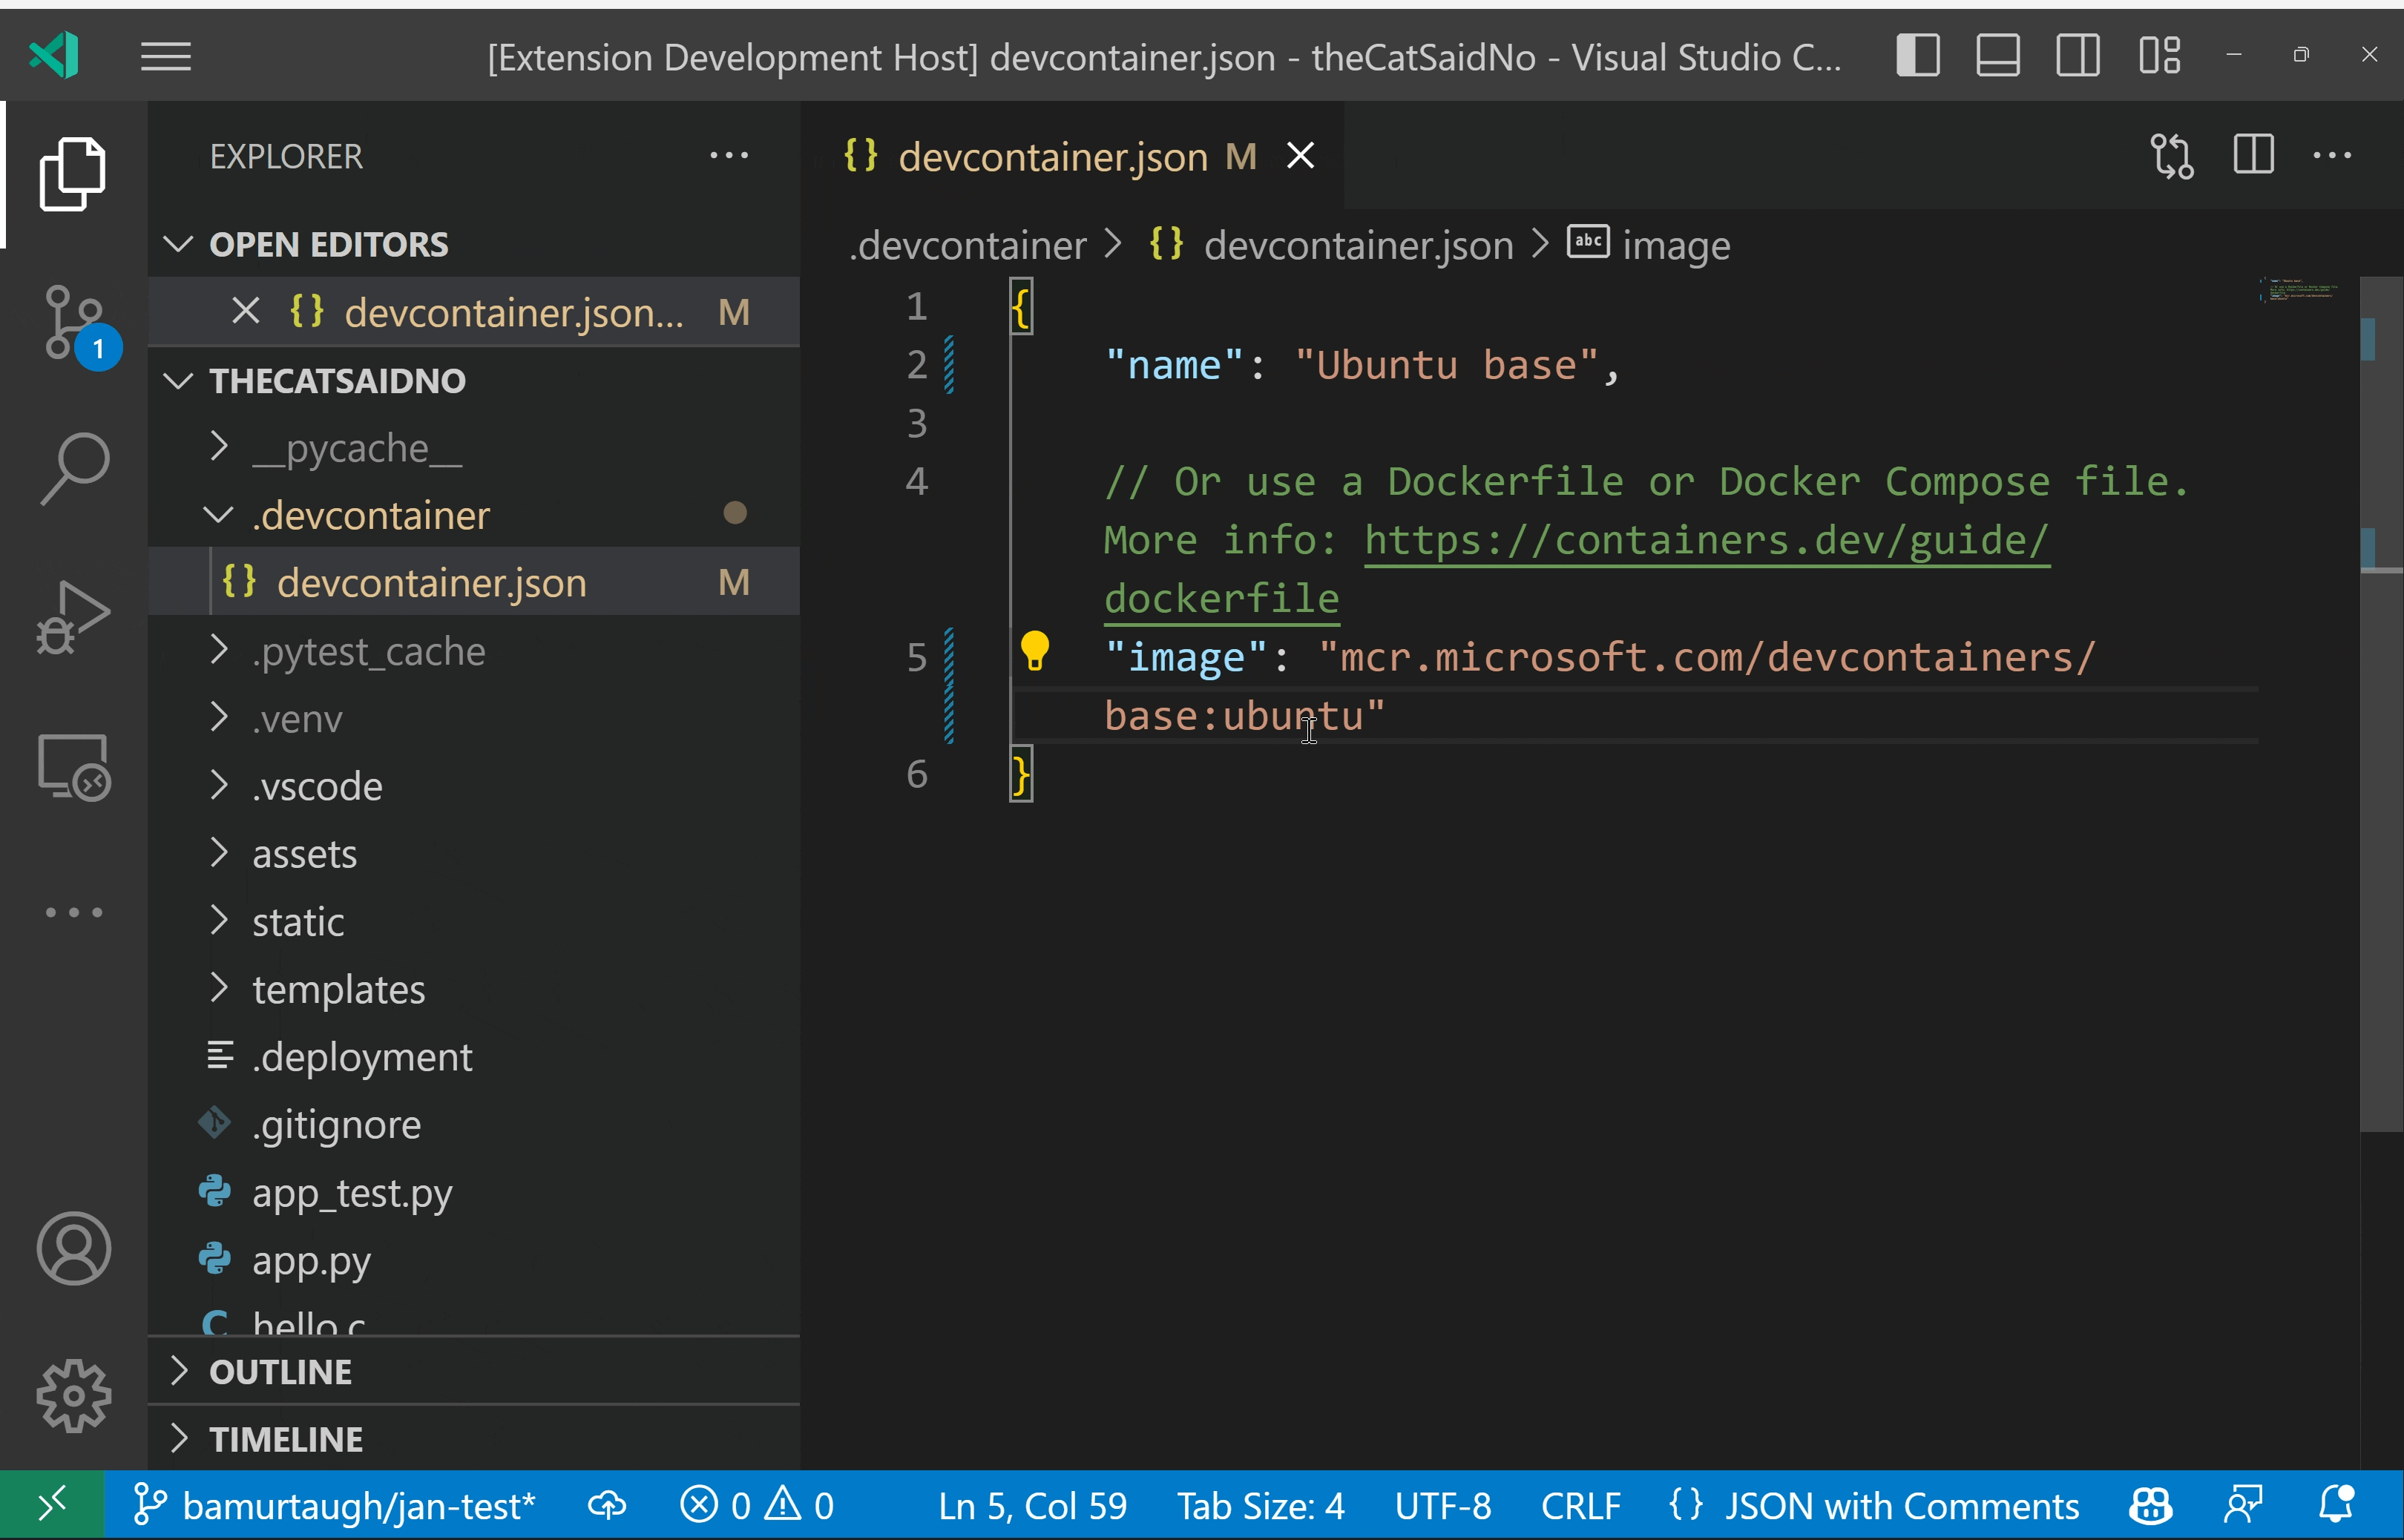 [Extension Development Host] devcontainer.json - theCatSaidNo - Visual Studio C...
EXPLORER
OPEN EDITORS
{} devcontainer.json... M
THECATSAIDNO
__pycache__
.devcontainer
{} devcontainer.json M
.pytest_cache
.venv
.vscode
assets
static
templates
.deployment
.gitignore
app_test.py
app.py
C hello.c
OUTLINE
TIMELINE
1
{} devcontainer.json M
.devcontainer > {} devcontainer.json > abc image
1 {
2 "name": "Ubuntu base",
3
4 // Or use a Dockerfile or Docker Compose file.
More info: https://containers.dev/guide/
dockerfile
5 "image": "mcr.microsoft.com/devcontainers/
base:ubuntu"
6 }
bamurtaugh/jan-test* 0 0 Ln 5, Col 59 Tab Size: 4 UTF-8 CRLF {} JSON with Comments